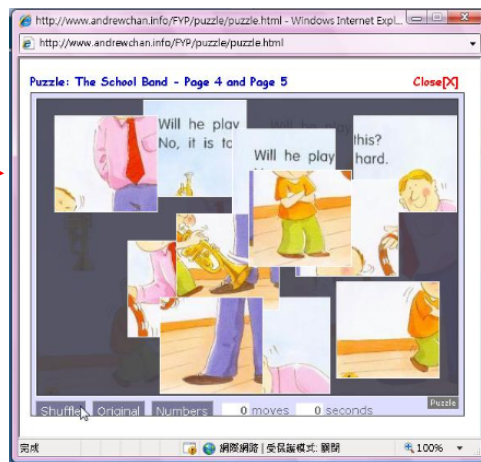 http://www.andrewchan.info/FYP/puzzle/puzzle.html - Windows Internet Expl...
http://www.andrewchan.info/FYP/puzzle/puzzle.html
Puzzle: The School Band - Page 4 and Page 5
Close[X]
Will he play
No, it is to
Will he play
this?
Will he play
hard.
Shuffle Original Numbers 0 moves 0 seconds
Puzzle
完成
網際網路 | 受保護模式: 關閉
100%